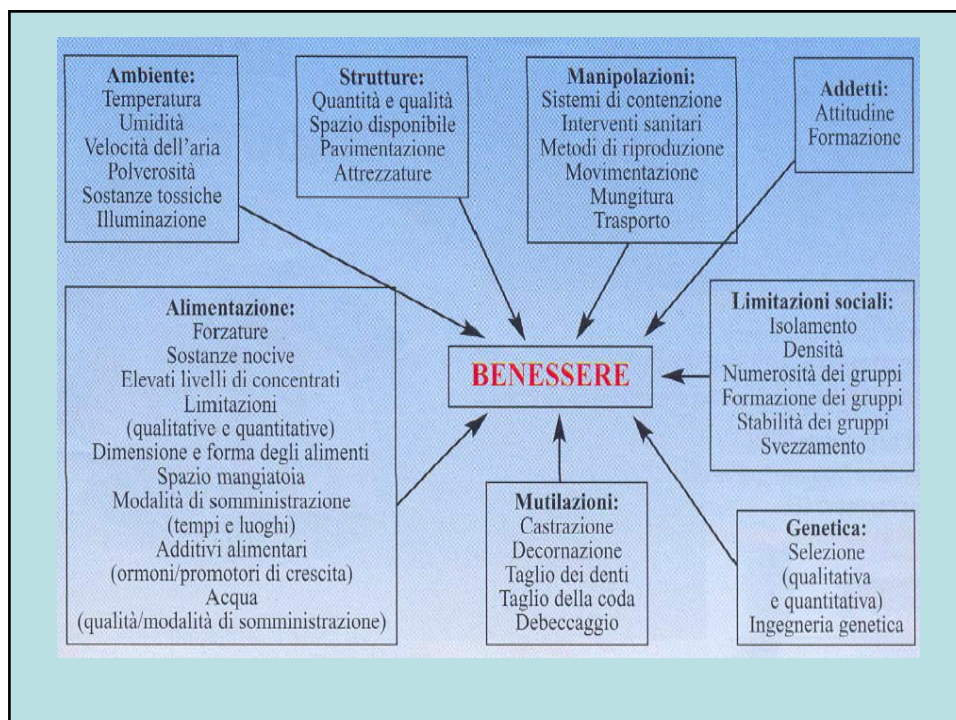 Ambiente:
Temperatura
Umidità
Velocità dell'aria
Polverosità
Sostanze tossiche
Illuminazione
Strutture:
Quantità e qualità
Spazio disponibile
Pavimentazione
Attrezzature
Manipolazioni:
Sistemi di contenzione
Interventi sanitari
Metodi di riproduzione
Movimentazione
Mungitura
Trasporto
Addetti:
Attitudine
Formazione
Alimentazione:
Forzature
Sostanze nocive
Elevati livelli di concentrati
Limitazioni
(qualitative e quantitative)
Dimensione e forma degli alimenti
Spazio mangiatoia
Modalità di somministrazione
(tempi e luoghi)
Additivi alimentari
(ormoni/promotori di crescita)
Acqua
(qualità/modalità di somministrazione)
BENESSERE
Limitazioni sociali:
Isolamento
Densità
Numerosità dei gruppi
Formazione dei gruppi
Stabilità dei gruppi
Svezzamento
Mutilazioni:
Castrazione
Decornazione
Taglio dei denti
Taglio della coda
Debeccaggio
Genetica:
Selezione
(qualitativa
e quantitativa)
Ingegneria genetica